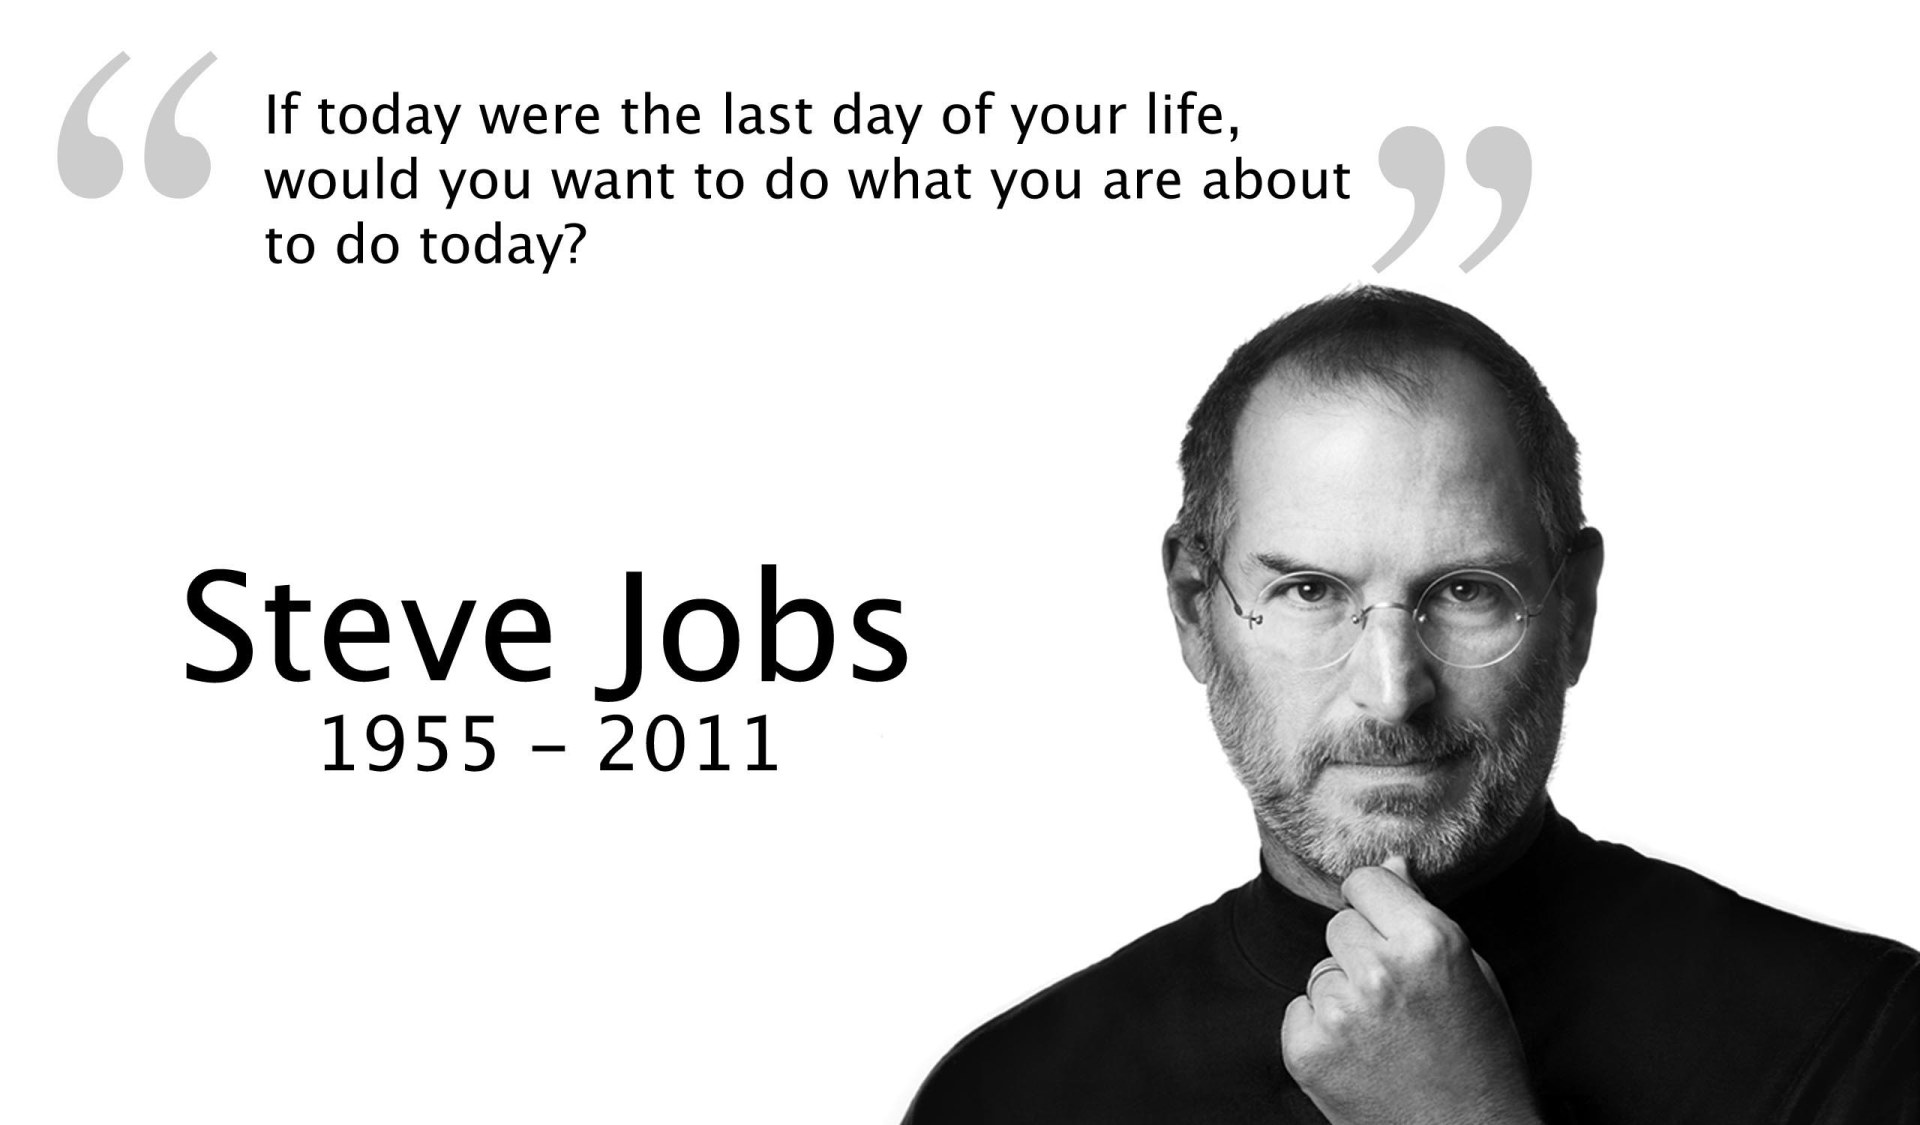 “ If today were the last day of your life,
would you want to do what you are about
to do today? ”
Steve Jobs
1955 – 2011